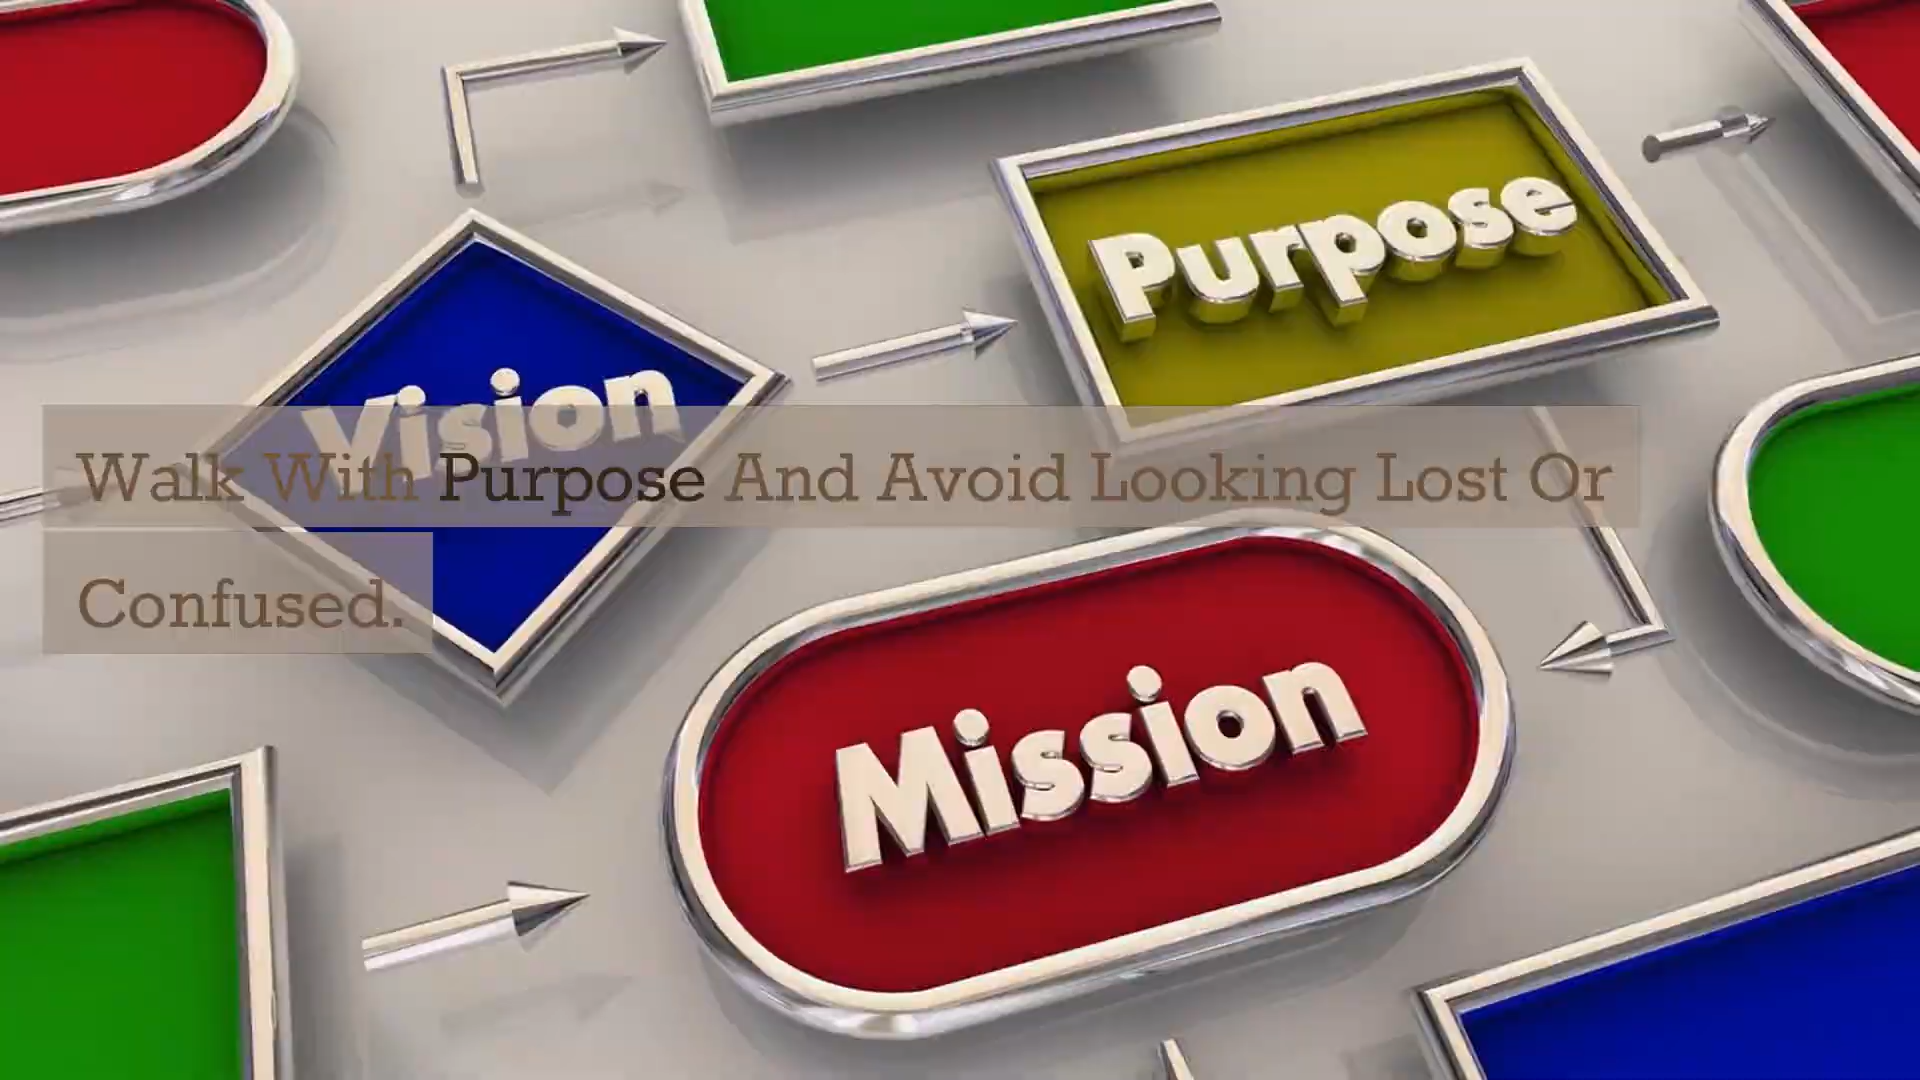 Purpose
Vision
Walk With Purpose And Avoid Looking Lost Or
Confused.
Mission